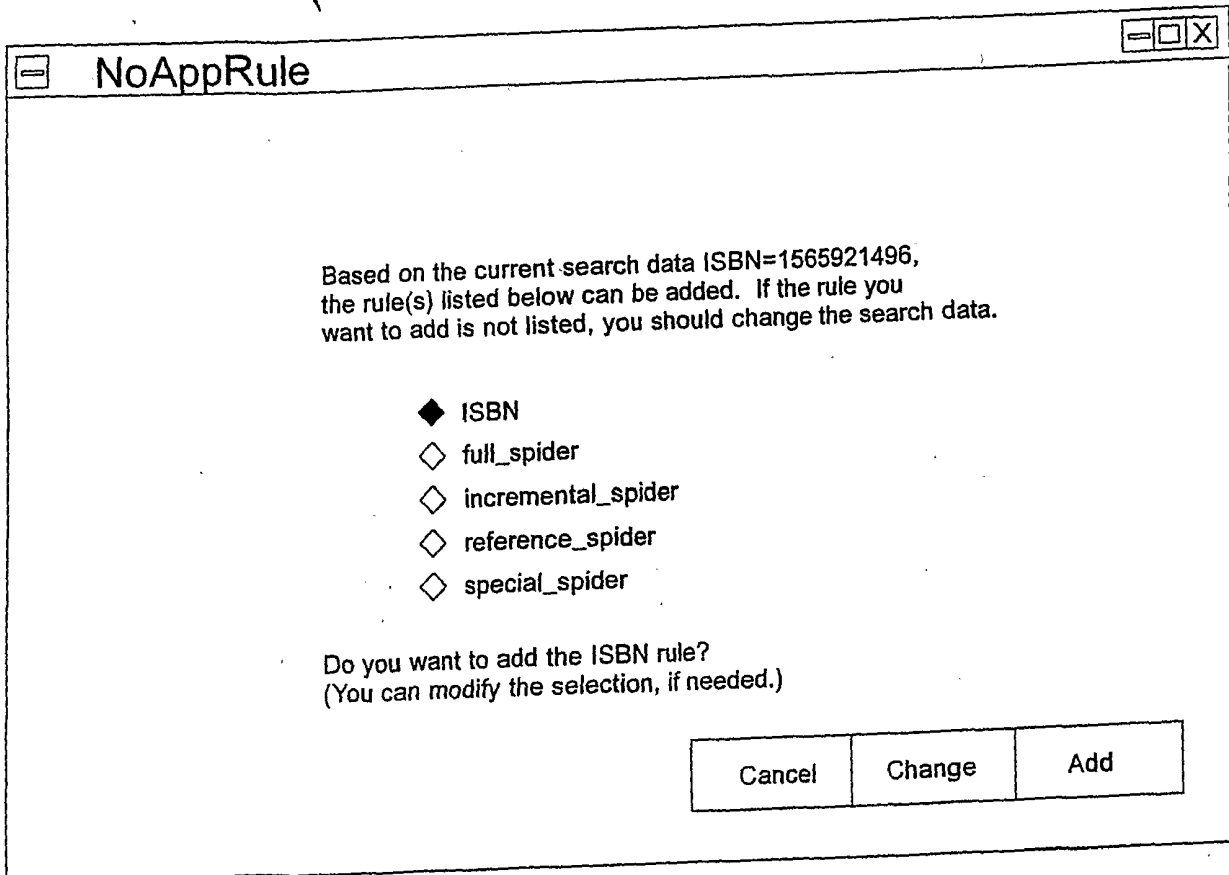 NoAppRule
Based on the current search data ISBN=1565921496,
the rule(s) listed below can be added. If the rule you
want to add is not listed, you should change the search data.
ISBN
full_spider
incremental_spider
reference_spider
special_spider
Do you want to add the ISBN rule?
(You can modify the selection, if needed.)
Cancel Change Add